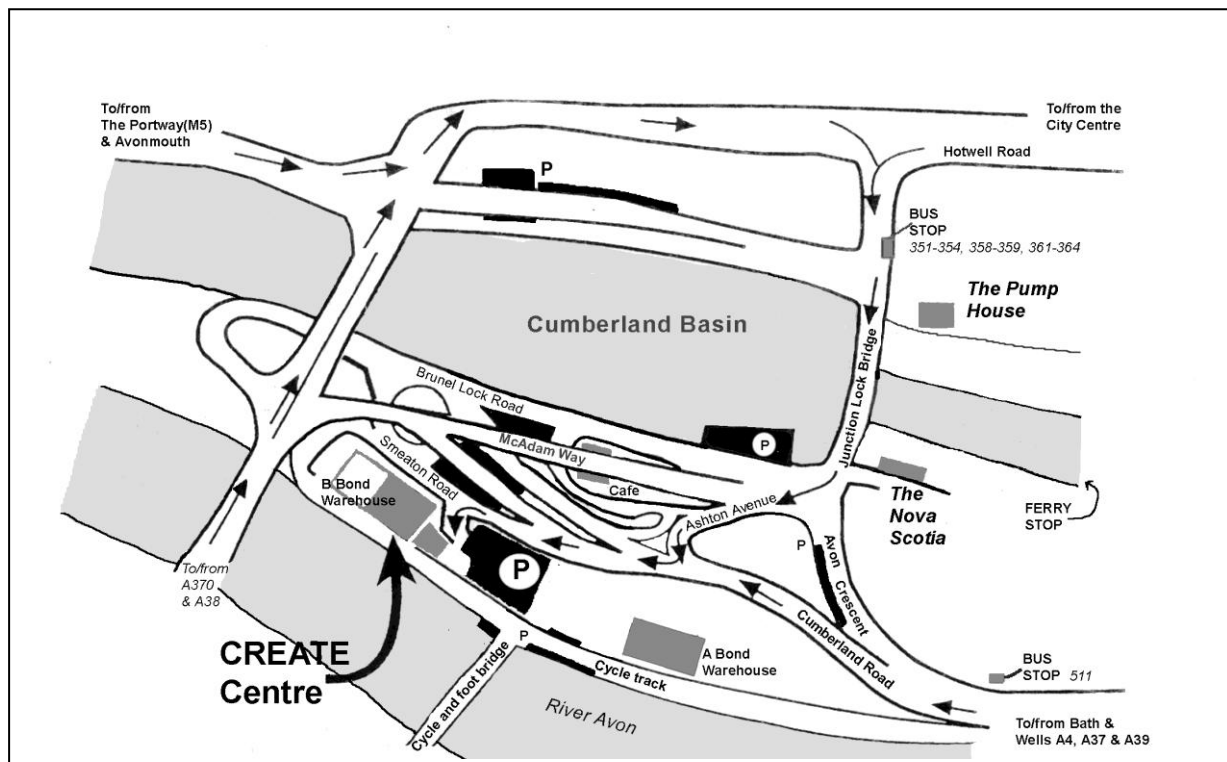 To/from
The Portway(M5)
& Avonmouth
To/from the
City Centre
Hotwell Road
P
BUS
STOP
351-354, 358-359, 361-364
The Pump
House
Cumberland Basin
Junction Lock Bridge
Brunel Lock Road
McAdam Way
P
Smeaton Road
Cafe
B Bond
Warehouse
Ashton Avenue
The
Nova
Scotia
FERRY
STOP
P
Avon Crescent
P
To/from
A370
& A38
CREATE
Centre
Cumberland Road
P
A Bond
Warehouse
Cycle track
Cycle and foot bridge
River Avon
BUS
STOP 511
To/from Bath &
Wells A4, A37 & A39